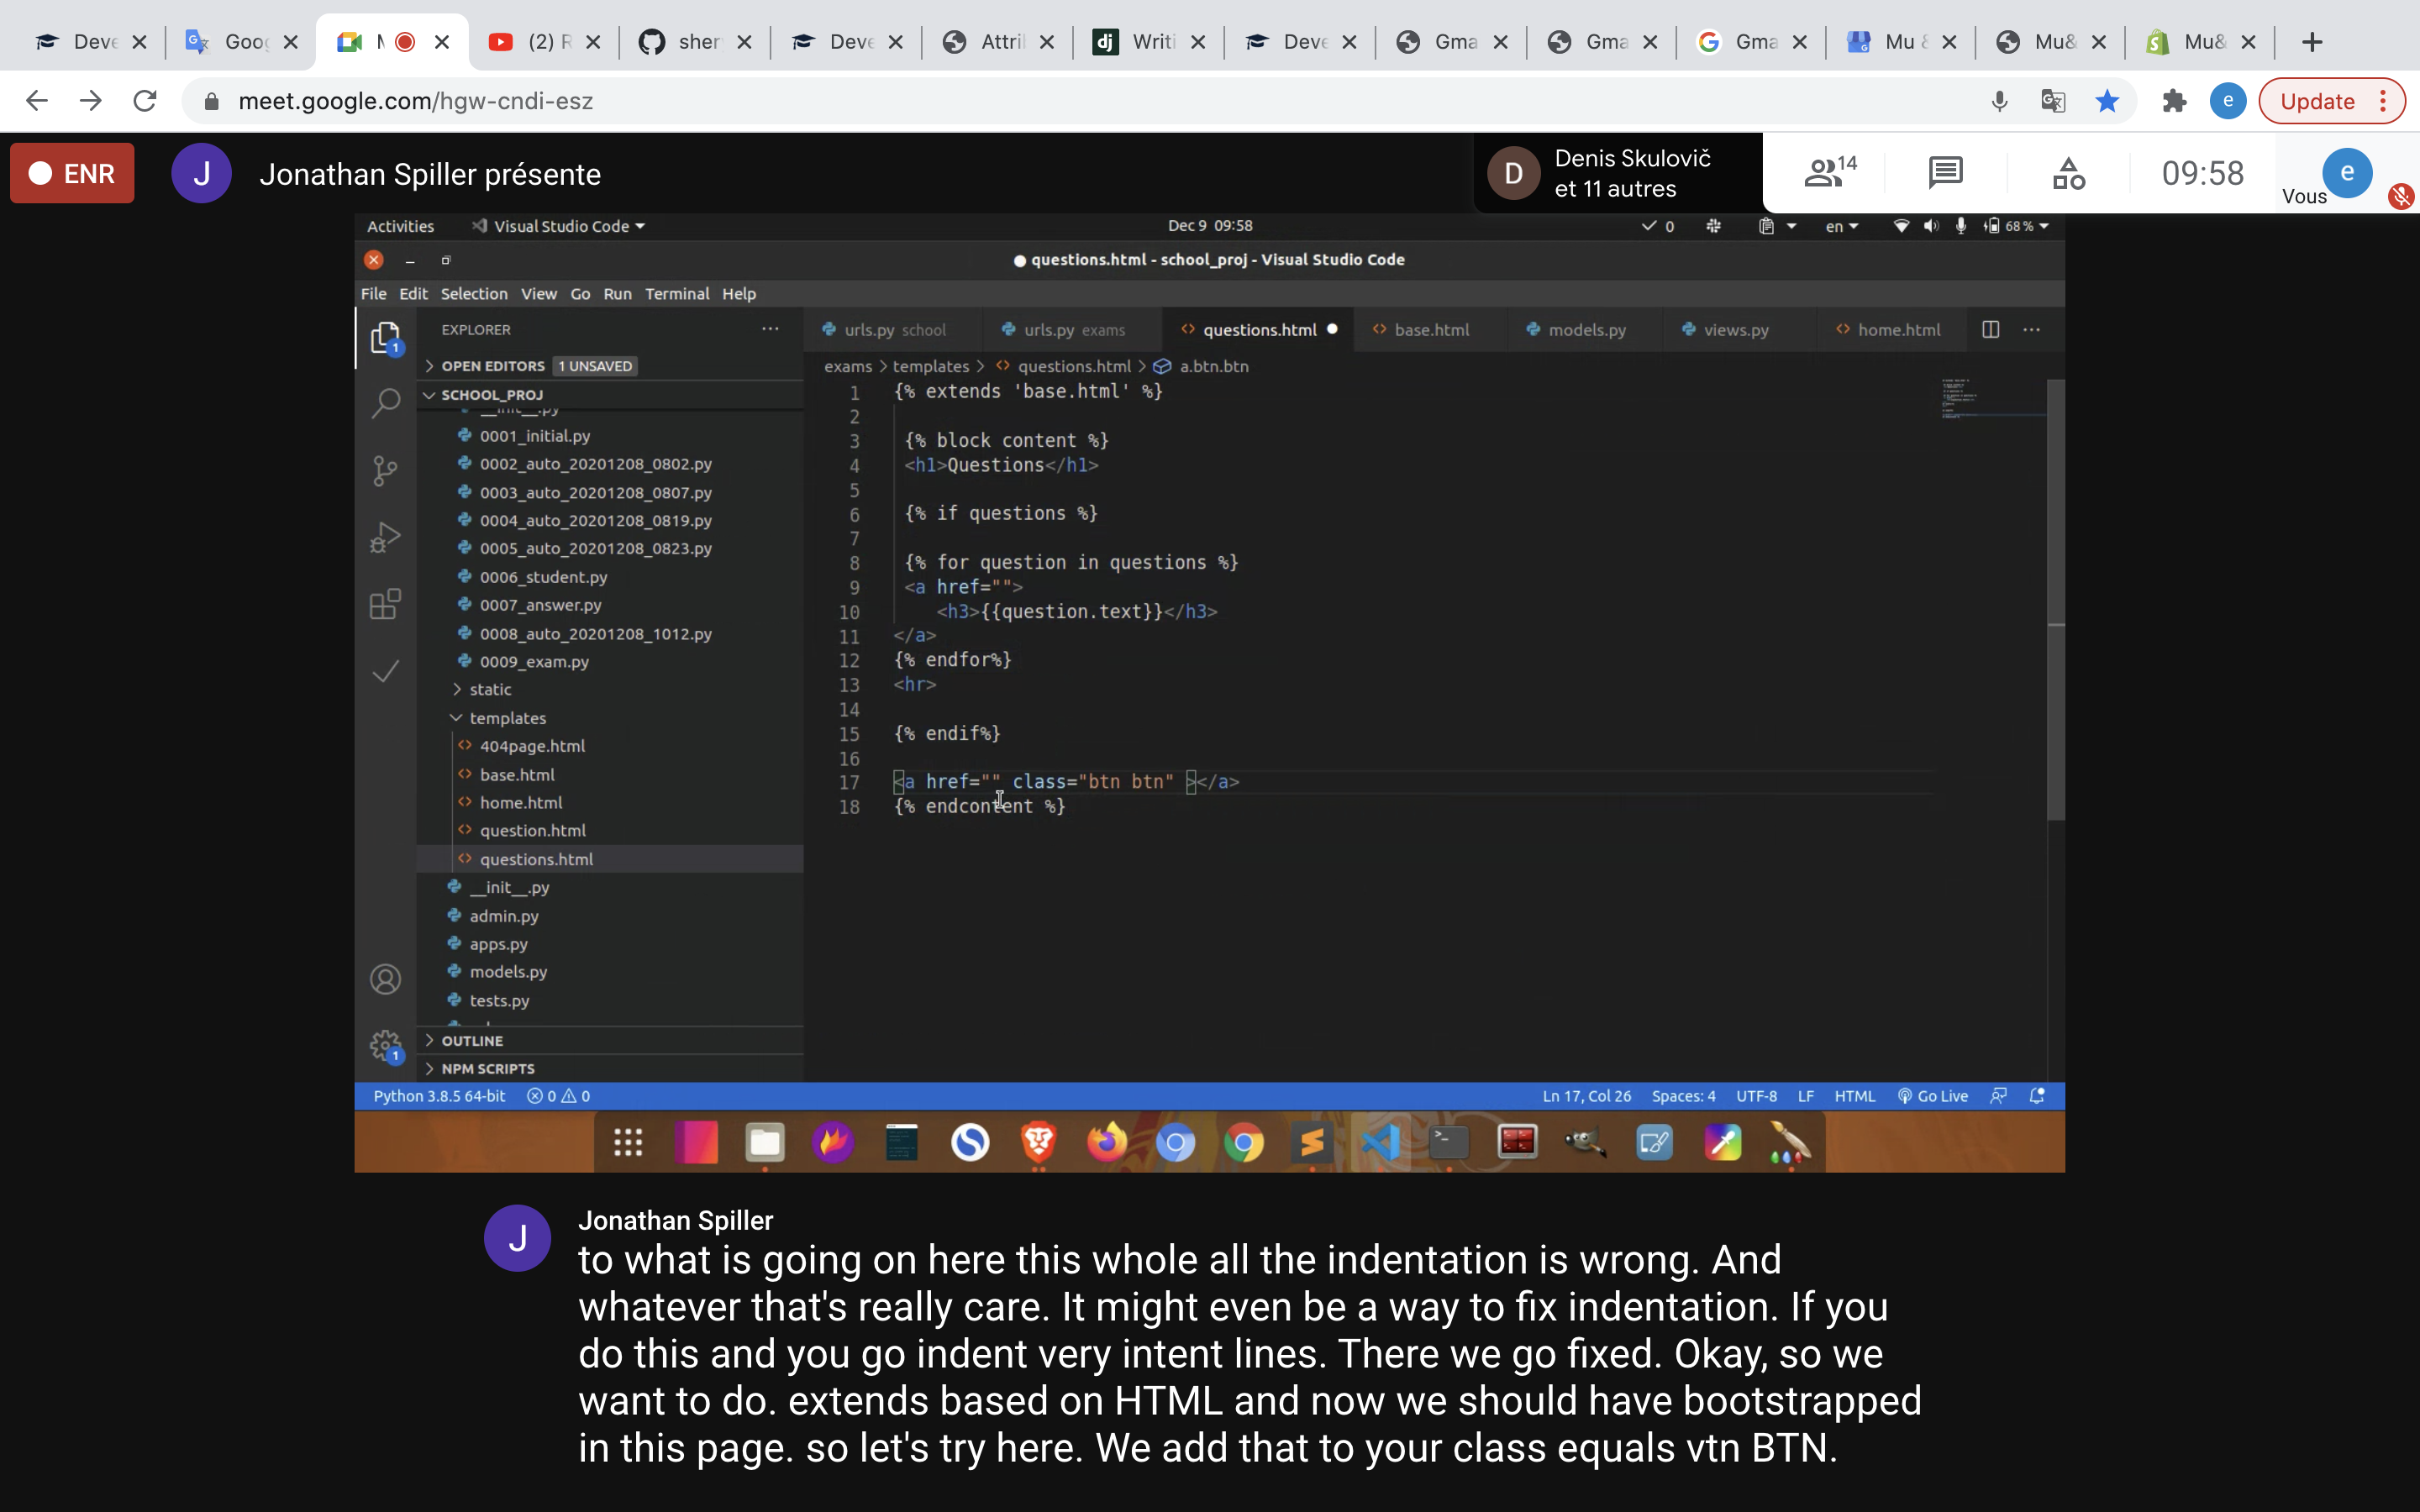 Deve
Goog
M
(2) R
sher
Deve
Attril
dj
Writi
Deve
Gma
Gma
Gma
Mu &
Mu&
Mu&
meet.google.com/hgw-cndi-esz
e
Update
ENR
J
Jonathan Spiller présente
D
Denis Skulovič
et 11 autres
14
09:58
Vous
e
Activities
Visual Studio Code
Dec 9 09:58
0
en
68 %
questions.html - school_proj - Visual Studio Code
File Edit Selection View Go Run Terminal Help
EXPLORER
urls.py school
urls.py exams
questions.html
base.html
models.py
views.py
home.html
1
OPEN EDITORS 1 UNSAVED
SCHOOL_PROJ
__init__.py
0001_initial.py
0002_auto_20201208_0802.py
0003_auto_20201208_0807.py
0004_auto_20201208_0819.py
0005_auto_20201208_0823.py
0006_student.py
0007_answer.py
0008_auto_20201208_1012.py
0009_exam.py
static
templates
404page.html
base.html
home.html
question.html
questions.html
__init__.py
admin.py
apps.py
models.py
tests.py
OUTLINE
NPM SCRIPTS
1
exams > templates > questions.html > a.btn.btn
1 {% extends 'base.html' %}
2
3 {% block content %}
4 <h1>Questions</h1>
5
6 {% if questions %}
7
8 {% for question in questions %}
9 <a href="">
10 <h3>{{question.text}}</h3>
11 </a>
12 {% endfor%}
13 <hr>
14
15 {% endif%}
16
17 <a href="" class="btn btn" ></a>
18 {% endcontent %}
Python 3.8.5 64-bit
0 0
Ln 17, Col 26
Spaces: 4
UTF-8
LF
HTML
Go Live
J
Jonathan Spiller
to what is going on here this whole all the indentation is wrong. And
whatever that's really care. It might even be a way to fix indentation. If you
do this and you go indent very intent lines. There we go fixed. Okay, so we
want to do. extends based on HTML and now we should have bootstrapped
in this page. so let's try here. We add that to your class equals vtn BTN.